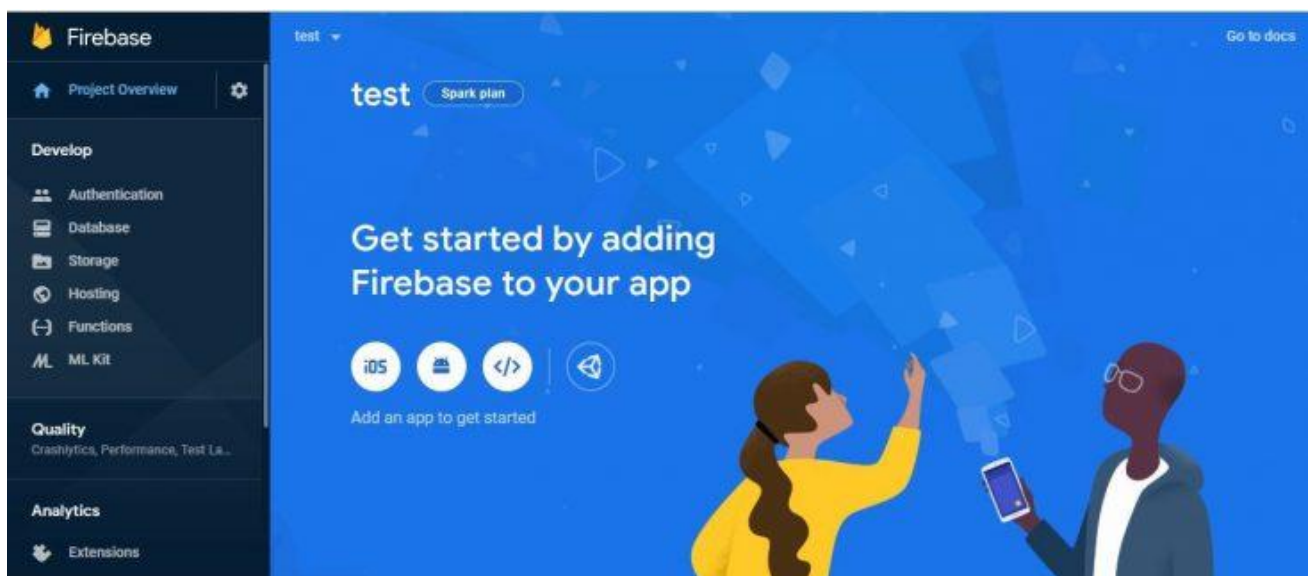 Firebase
Project Overview
Develop
Authentication
Database
Storage
Hosting
Functions
ML Kit
Quality
Crashlytics, Performance, Test La...
Analytics
Extensions
test
Go to docs
test Spark plan
Get started by adding
Firebase to your app
iOS
Add an app to get started